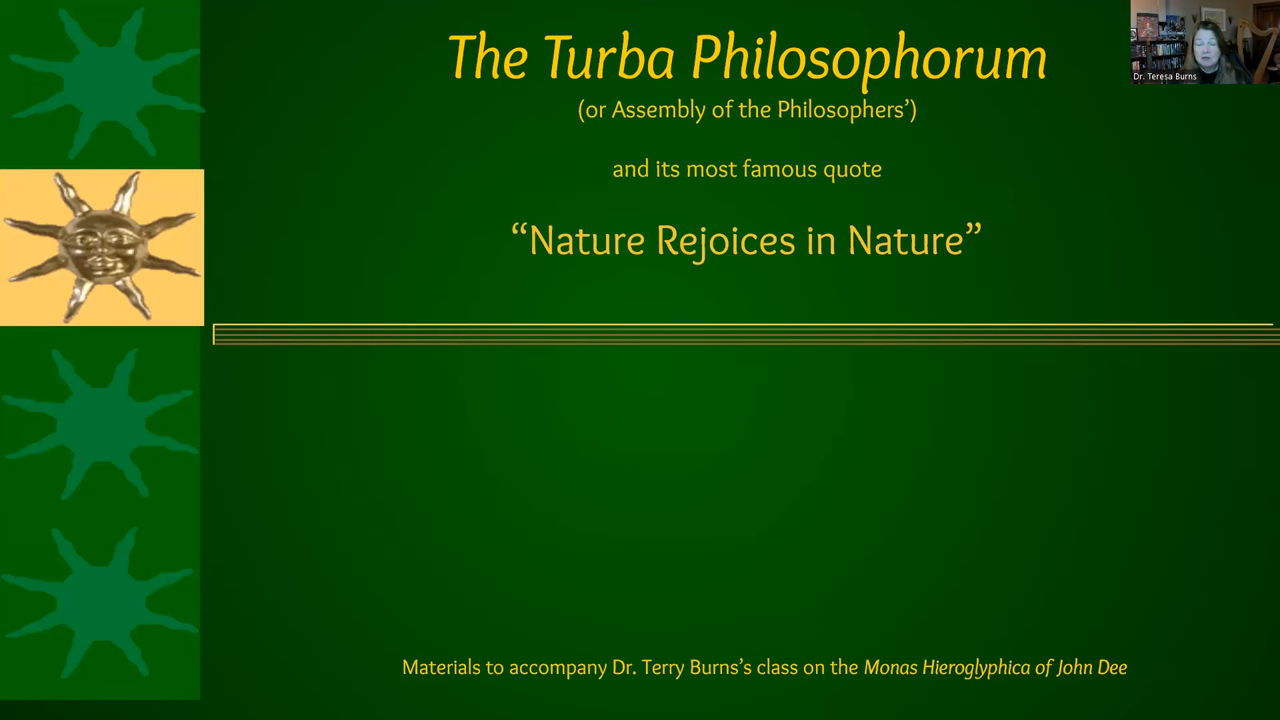 The Turba Philosophorum
Dr. Teresa Burns
(or Assembly of the Philosophers’)
and its most famous quote
“Nature Rejoices in Nature”
Materials to accompany Dr. Terry Burns’s class on the Monas Hieroglyphica of John Dee